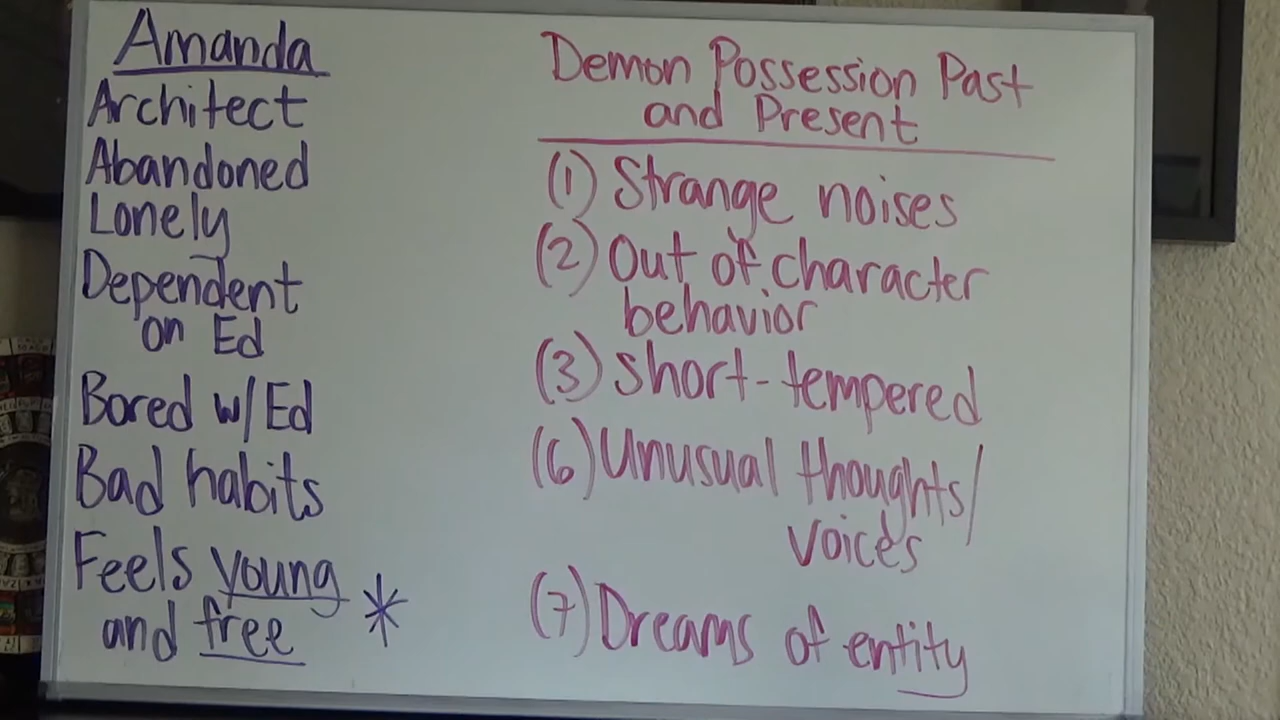 Amanda
Architect
Abandoned
Lonely
Dependent
on Ed
Bored w/Ed
Bad habits
Feels young
and free *
Demon Possession Past
and Present
(1) Strange noises
(2) Out of character
behavior
(3) Short-tempered
(6) Unusual thoughts/
voices
(7) Dreams of entity